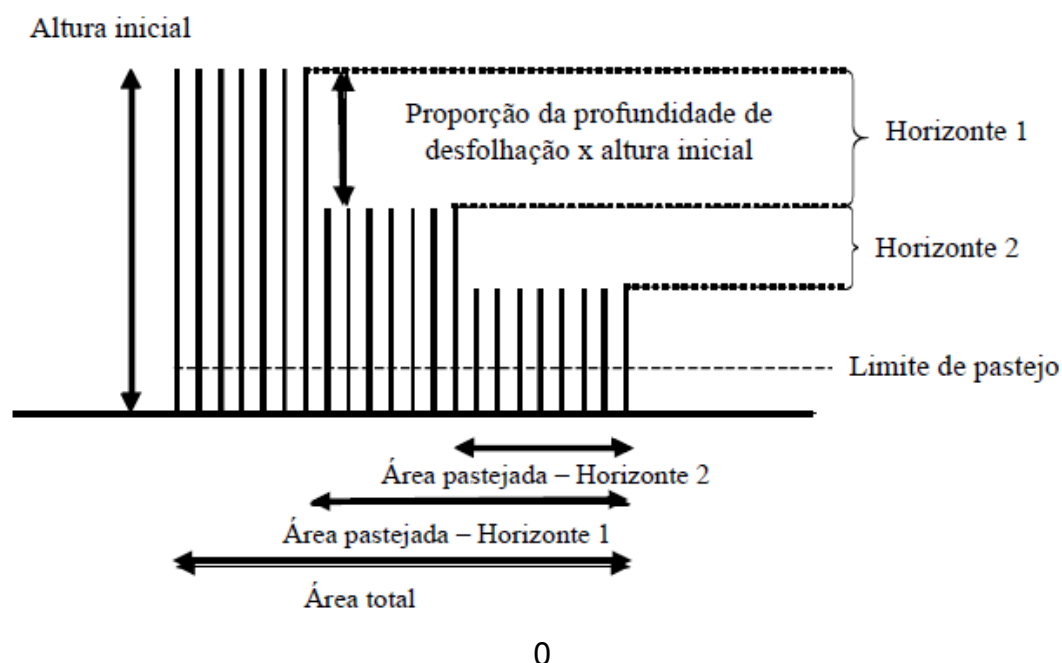 Altura inicial
Proporção da profundidade de
desfolhação x altura inicial
Horizonte 1
Horizonte 2
Limite de pastejo
Área pastejada – Horizonte 2
Área pastejada – Horizonte 1
Área total
0